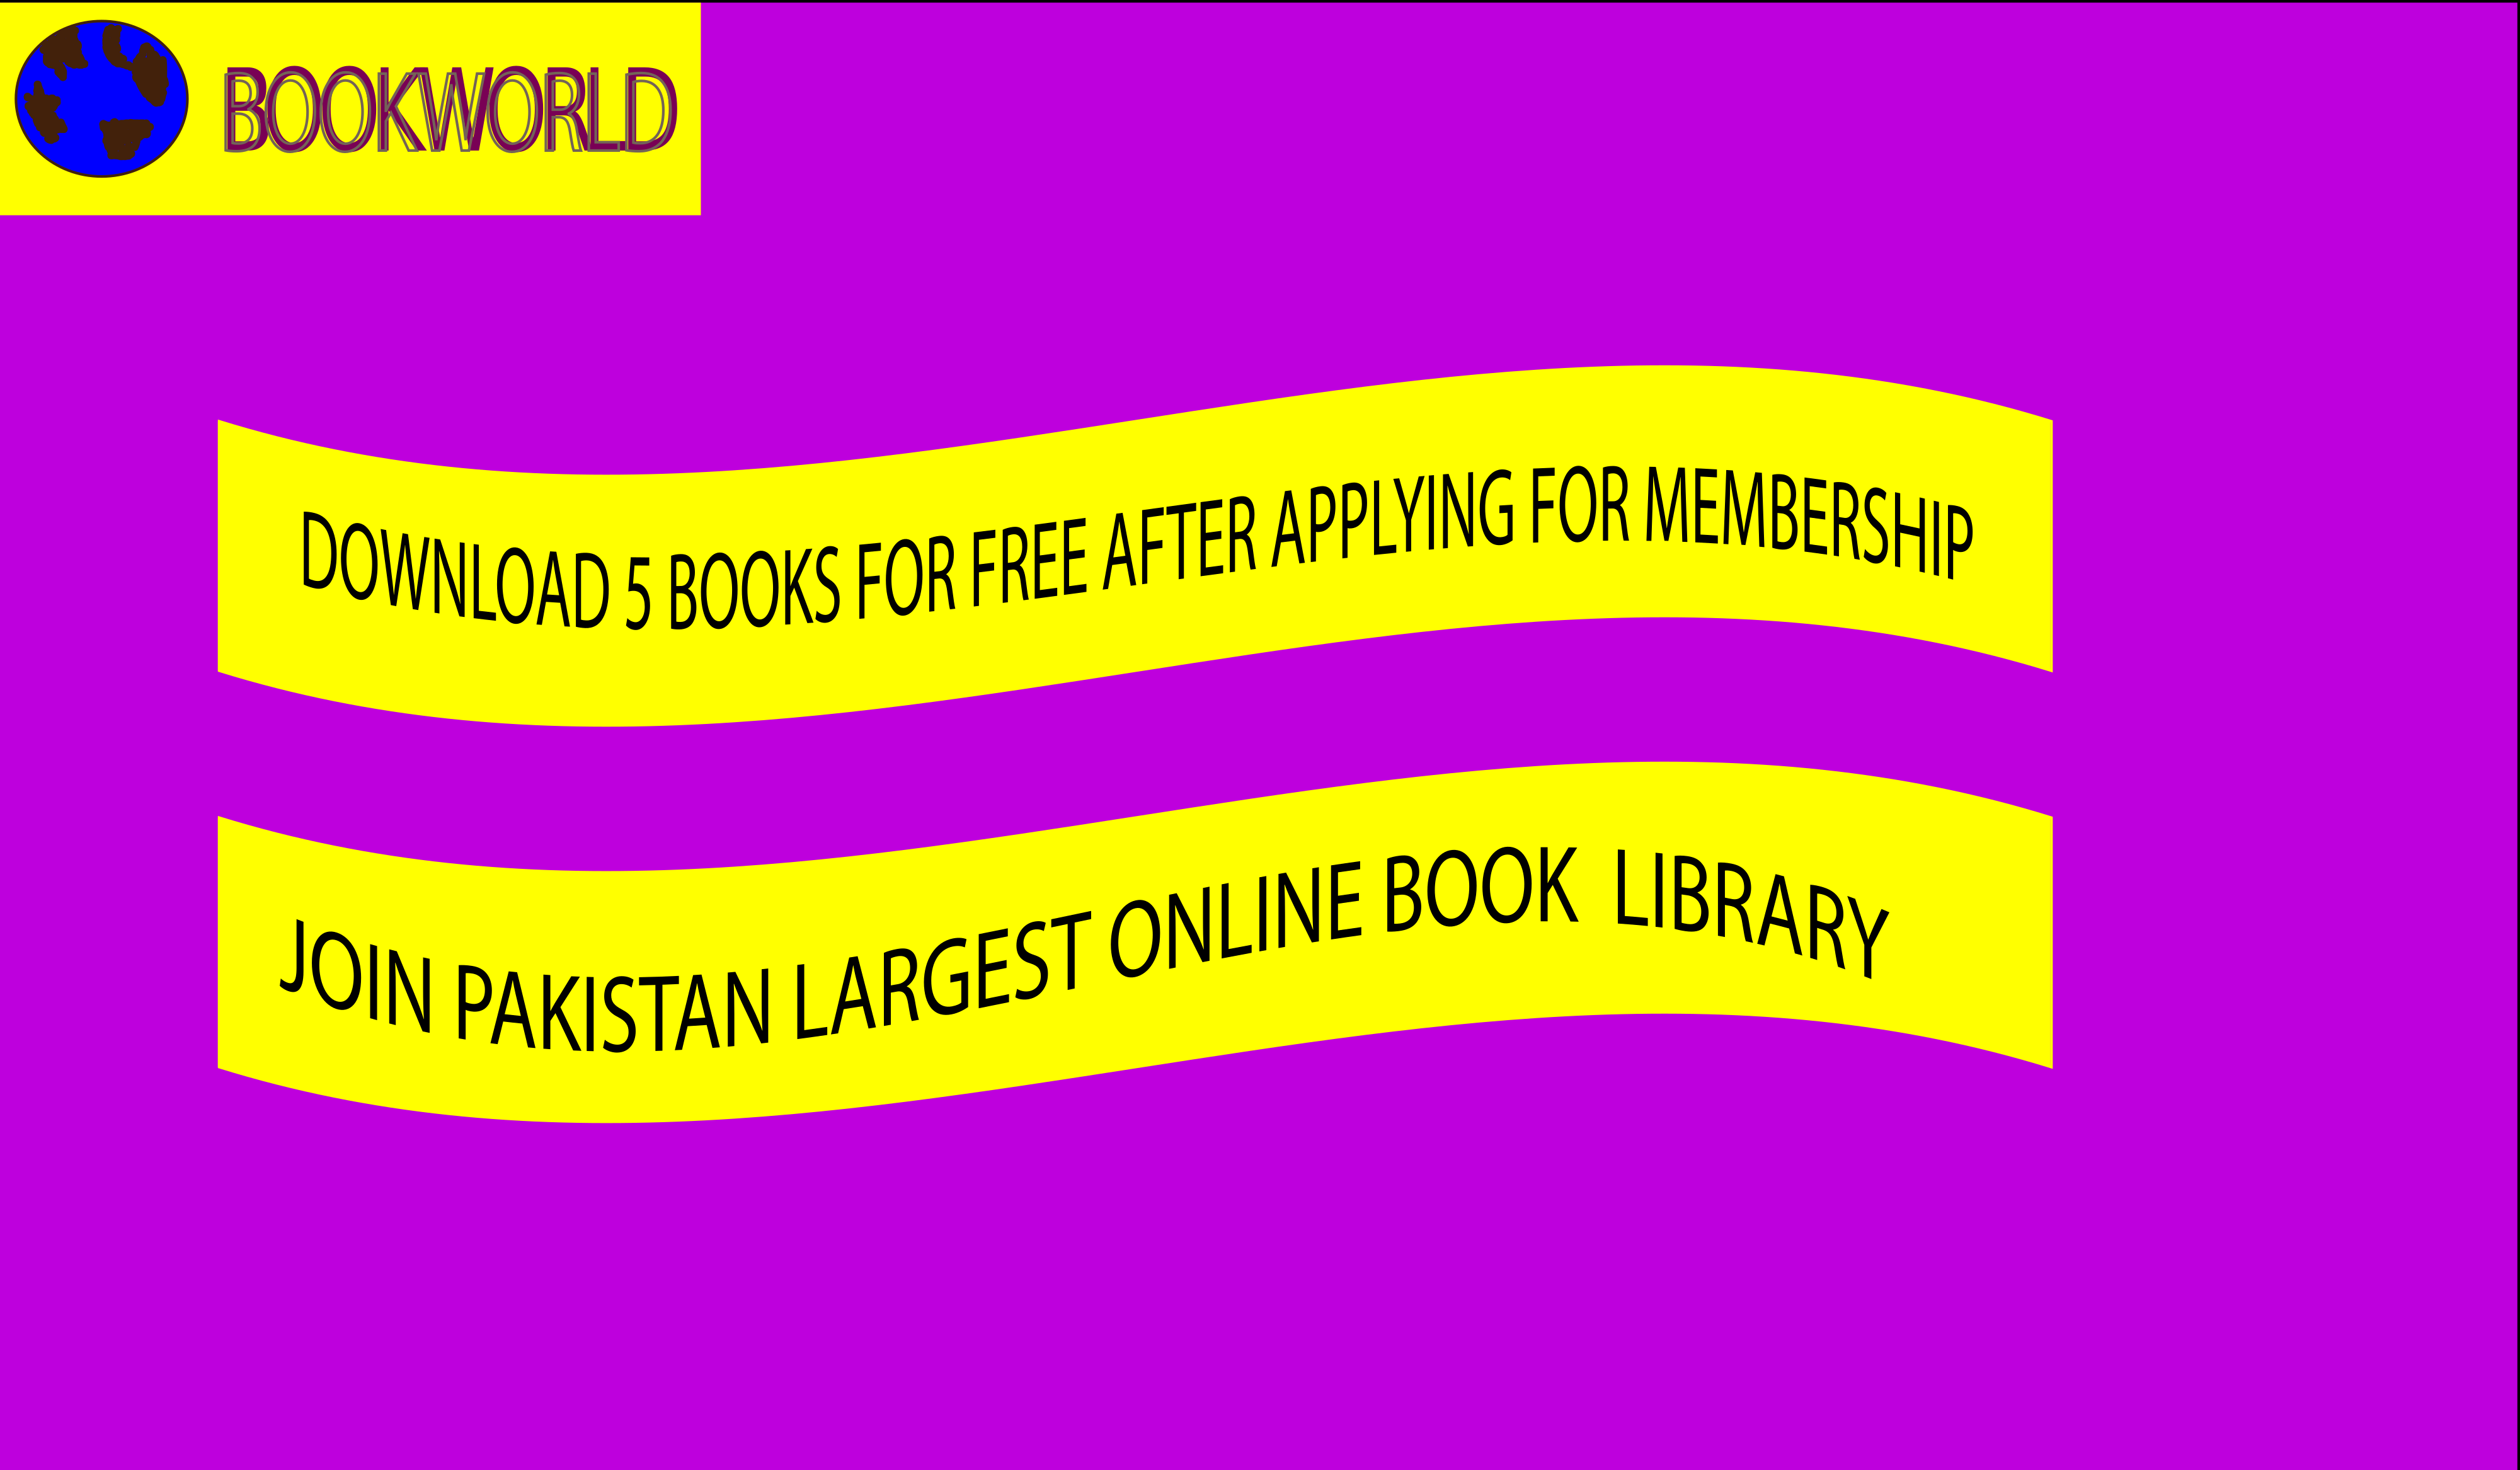 BOOKWORLD
DOWNLOAD 5 BOOKS FOR FREE AFTER APPLYING FOR MEMBERSHIP
JOIN PAKISTAN LARGEST ONLINE BOOK LIBRARY